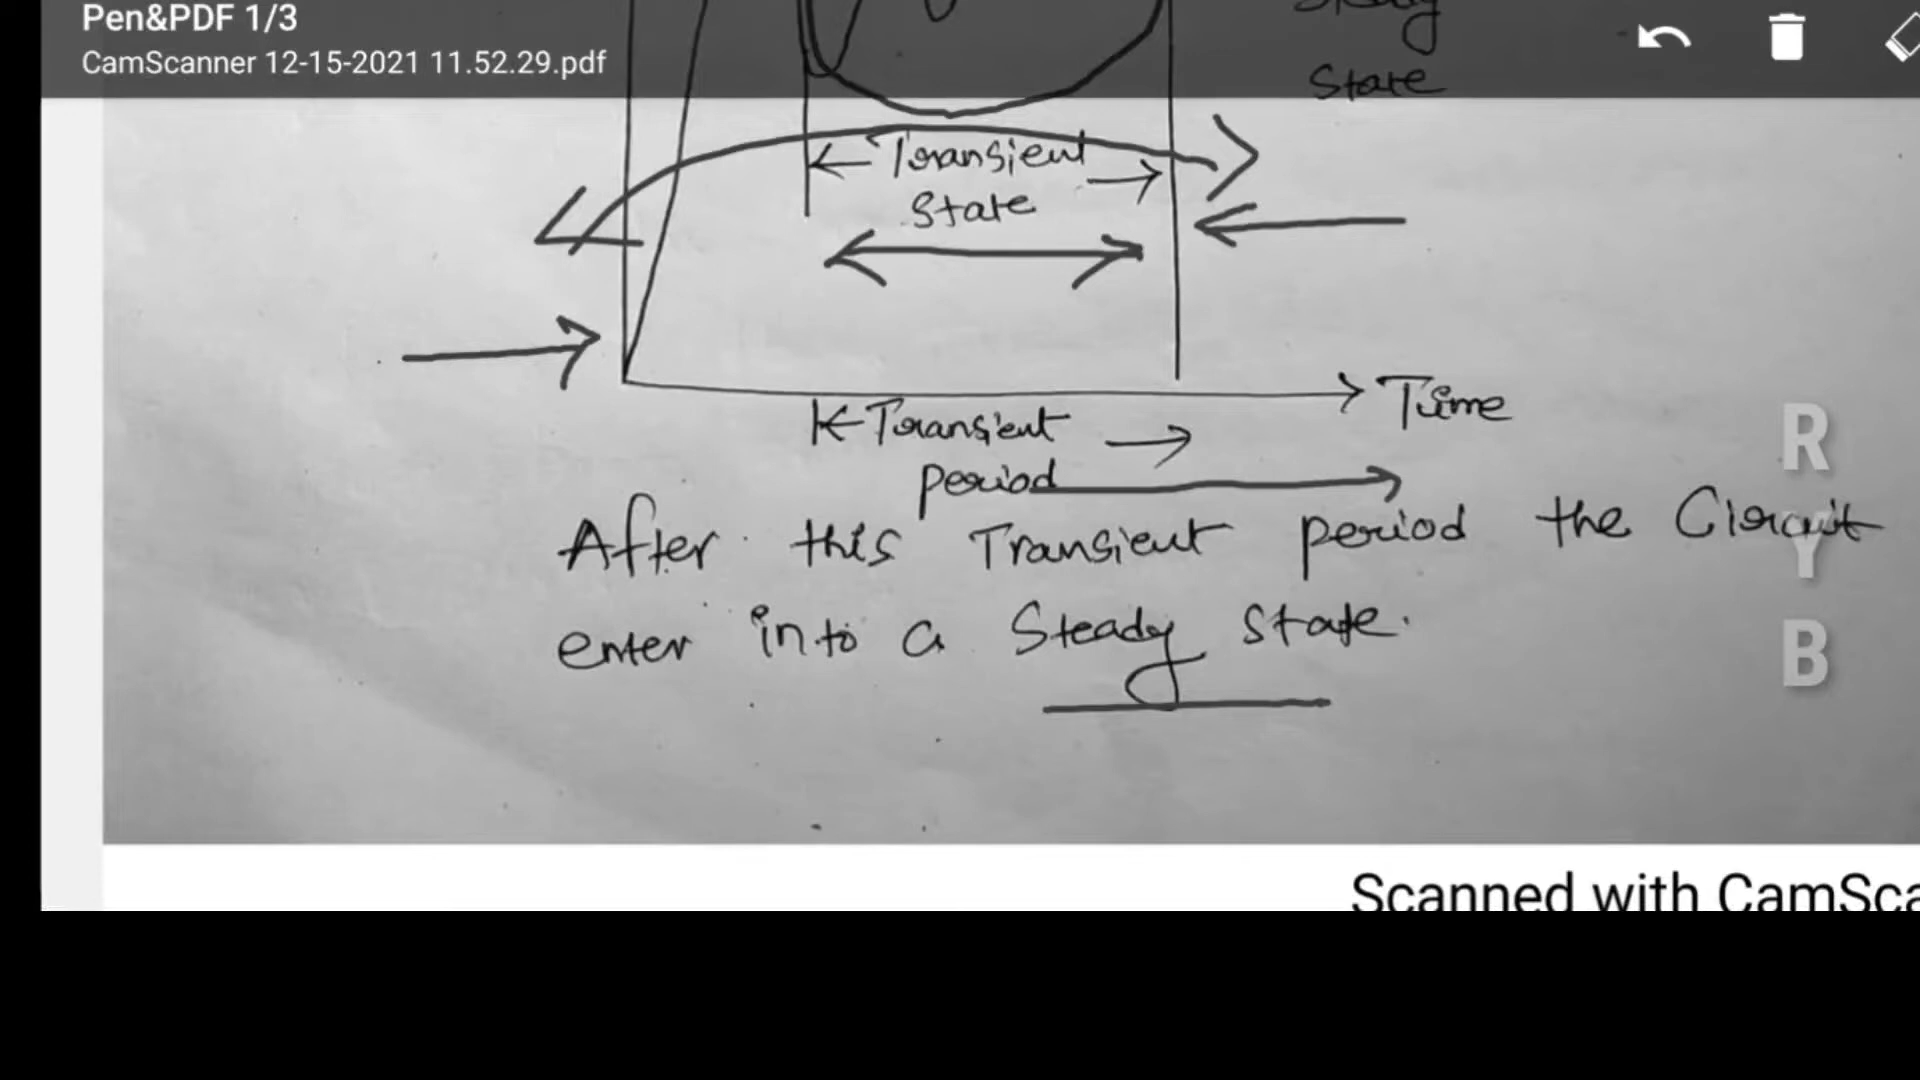 Pen&PDF 1/3
CamScanner 12-15-2021 11.52.29.pdf
Steady
State
Transient
State
Time
Transient
period
After this Transient period the Circuit
enter into a Steady State.
R
Y
B
Scanned with CamSca